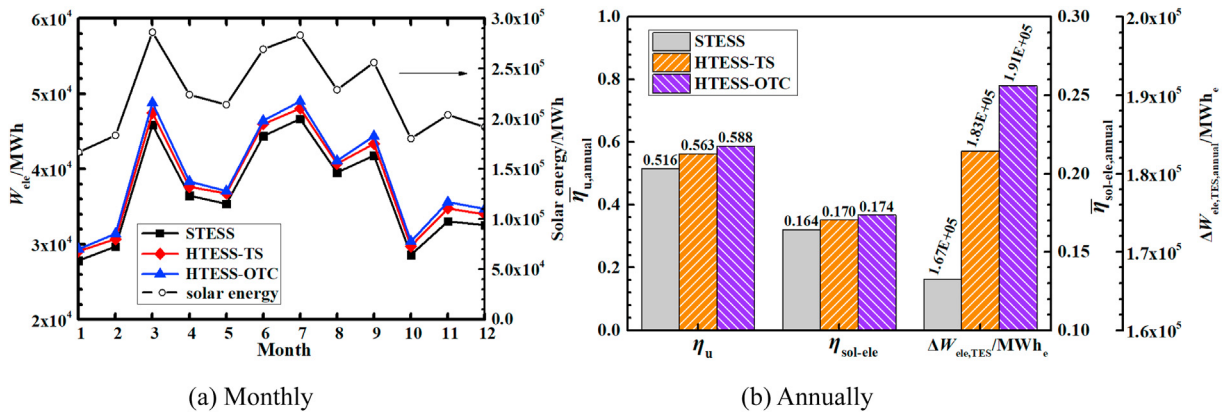 6x10⁴
5x10⁴
4x10⁴
3x10⁴
2x10⁴
W_ele/MWh
1 2 3 4 5 6 7 8 9 10 11 12
Month
3.0x10⁵
2.5x10⁵
2.0x10⁵
1.5x10⁵
1.0x10⁵
5.0x10⁴
0.0
Solar energy/MWh
STESS
HTESS-TS
HTESS-OTC
solar energy
(a) Monthly
1.0
0.8
0.6
0.4
0.2
0.0
η̅_u,annual
STESS
HTESS-TS
HTESS-OTC
0.516
0.563
0.588
0.164
0.170
0.174
1.67E+05
1.83E+05
1.91E+05
η_u
η_sol-ele
ΔW_ele,TES/MWh_e
0.30
0.25
0.20
0.15
0.10
η̅_sol-ele,annual
2.0x10⁵
1.9x10⁵
1.8x10⁵
1.7x10⁵
1.6x10⁵
ΔW_ele,TES,annual/MWh_e
(b) Annually